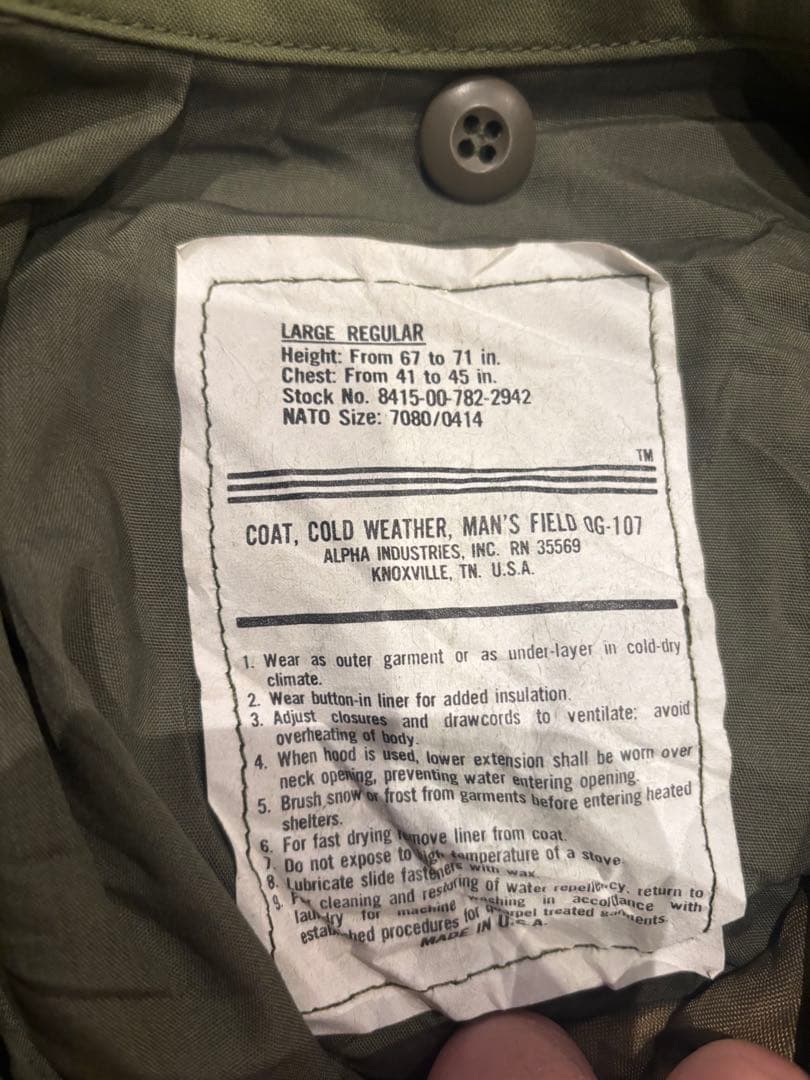 LARGE REGULAR
Height: From 67 to 71 in.
Chest: From 41 to 45 in.
Stock No. 8415-00-782-2942
NATO Size: 7080/0414
TM
COAT, COLD WEATHER, MAN'S FIELD OG-107
ALPHA INDUSTRIES, INC. RN 35569
KNOXVILLE, TN. U.S.A.
1. Wear as outer garment or as under-layer in cold-dry
climate.
2. Wear button-in liner for added insulation.
3. Adjust closures and drawcords to ventilate: avoid
overheating of body.
4. When hood is used, lower extension shall be worn over
neck opening, preventing water entering opening.
5. Brush snow or frost from garments before entering heated
shelters.
6. For fast drying remove liner from coat.
7. Do not expose to high temperature of a stove.
8. Lubricate slide fasteners with wax.
9. For cleaning and restoring of water repellency, return to
laundry for machine washing in accordance with
established procedures for quarpel treated garments.
MADE IN U.S.A.